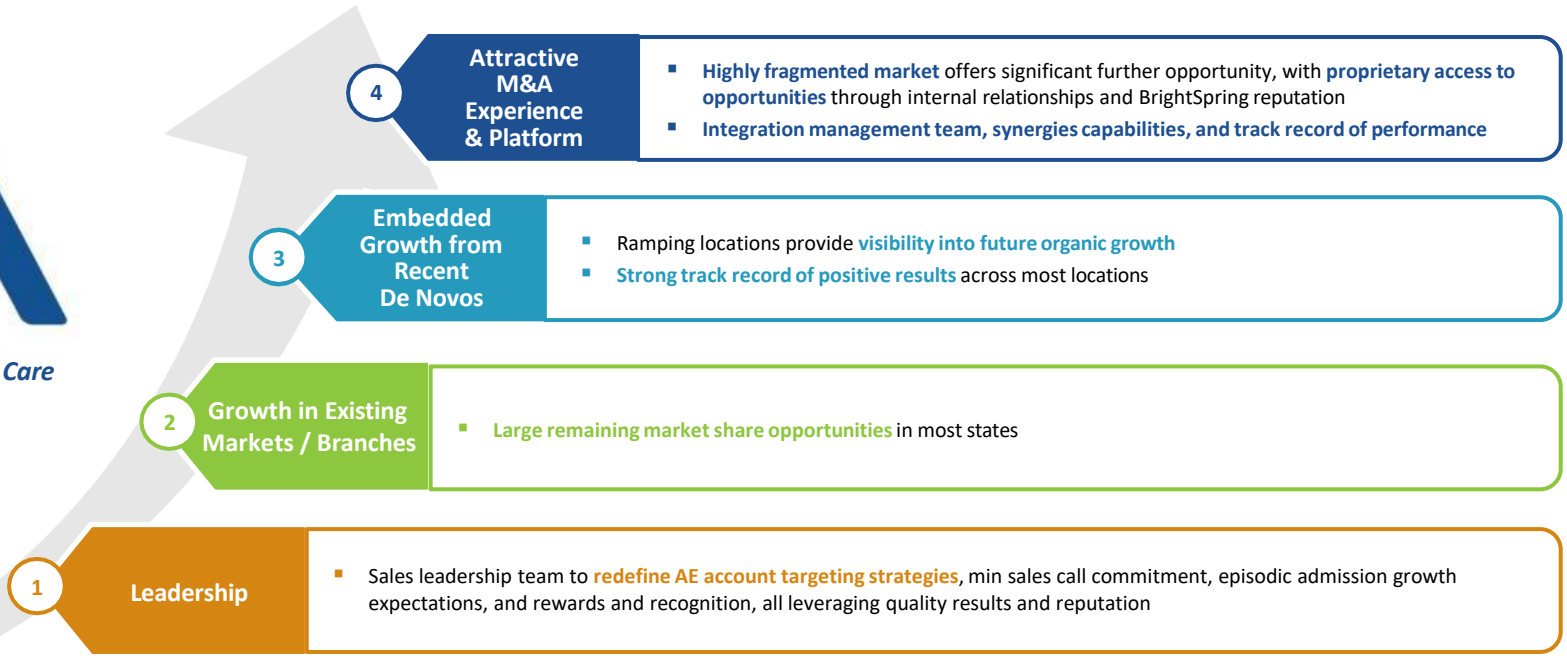 4
Attractive
M&A
Experience
& Platform
▪ Highly fragmented market offers significant further opportunity, with proprietary access to
opportunities through internal relationships and BrightSpring reputation
▪ Integration management team, synergies capabilities, and track record of performance
3
Embedded
Growth from
Recent
De Novos
▪ Ramping locations provide visibility into future organic growth
▪ Strong track record of positive results across most locations
Care
2
Growth in Existing
Markets / Branches
▪ Large remaining market share opportunities in most states
1
Leadership
▪ Sales leadership team to redefine AE account targeting strategies, min sales call commitment, episodic admission growth
expectations, and rewards and recognition, all leveraging quality results and reputation